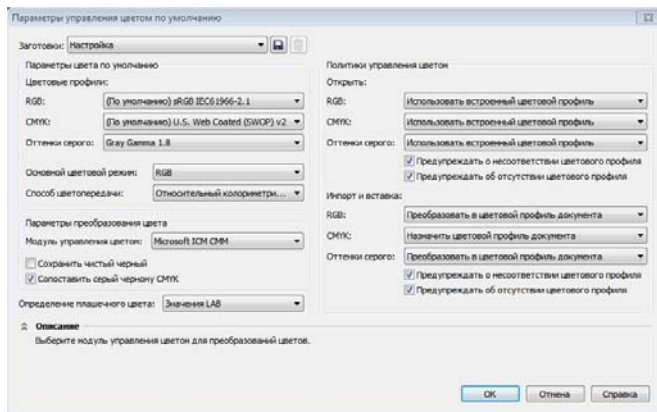 Параметры управления цветом по умолчанию
Заготовки: Настройка
Параметры цвета по умолчанию
Цветовые профили:
RGB: (По умолчанию) sRGB IEC61966-2.1
CMYK: (По умолчанию) U.S. Web Coated (SWOP) v2
Оттенки серого: Gray Gamma 1.8
Основной цветовой режим: RGB
Способ цветопередачи: Относительный колориметри...
Параметры преобразования цвета
Модуль управления цветом: Microsoft ICM CMM
Сохранить чистый черный
Сопоставить серый черному CMYK
Определение плашечного цвета: Значения LAB
Политики управления цветом
Открыть:
RGB: Использовать встроенный цветовой профиль
CMYK: Использовать встроенный цветовой профиль
Оттенки серого: Использовать встроенный цветовой профиль
Предупреждать о несоответствии цветового профиля
Предупреждать об отсутствии цветового профиля
Импорт и вставка:
RGB: Преобразовать в цветовой профиль документа
CMYK: Назначить цветовой профиль документа
Оттенки серого: Преобразовать в цветовой профиль документа
Предупреждать о несоответствии цветового профиля
Предупреждать об отсутствии цветового профиля
Описание
Выберите модуль управления цветом для преобразований цветов.
OK Отмена Справка